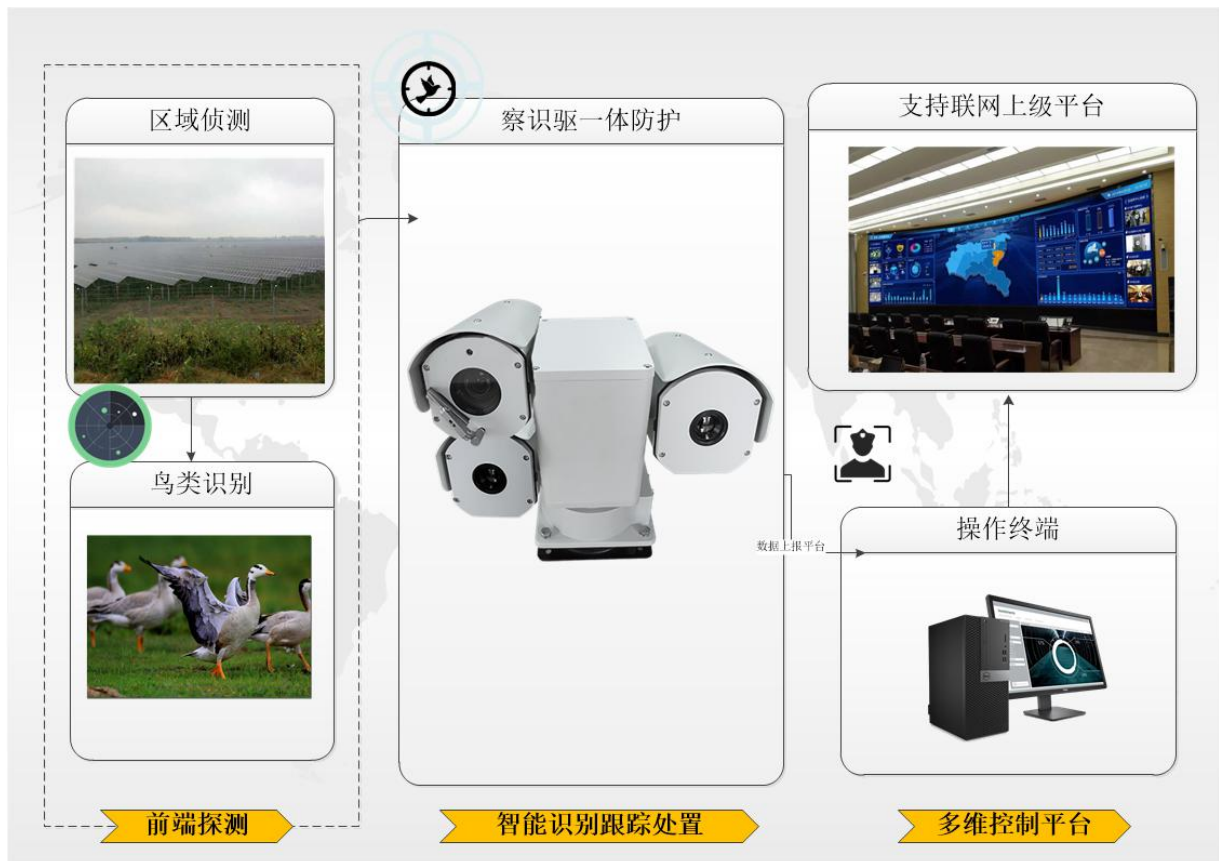 区域侦测
察识驱一体防护
支持联网上级平台
鸟类识别
操作终端
数据上报平台
前端探测
智能识别跟踪处置
多维控制平台